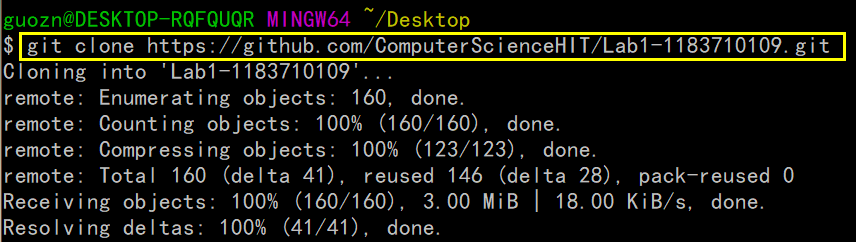 guozn@DESKTOP-RQFQUQR MINGW64 ~/Desktop
$ git clone https://github.com/ComputerScienceHIT/Lab1-1183710109.git
Cloning into 'Lab1-1183710109'...
remote: Enumerating objects: 160, done.
remote: Counting objects: 100% (160/160), done.
remote: Compressing objects: 100% (123/123), done.
remote: Total 160 (delta 41), reused 146 (delta 28), pack-reused 0
Receiving objects: 100% (160/160), 3.00 MiB | 18.00 KiB/s, done.
Resolving deltas: 100% (41/41), done.